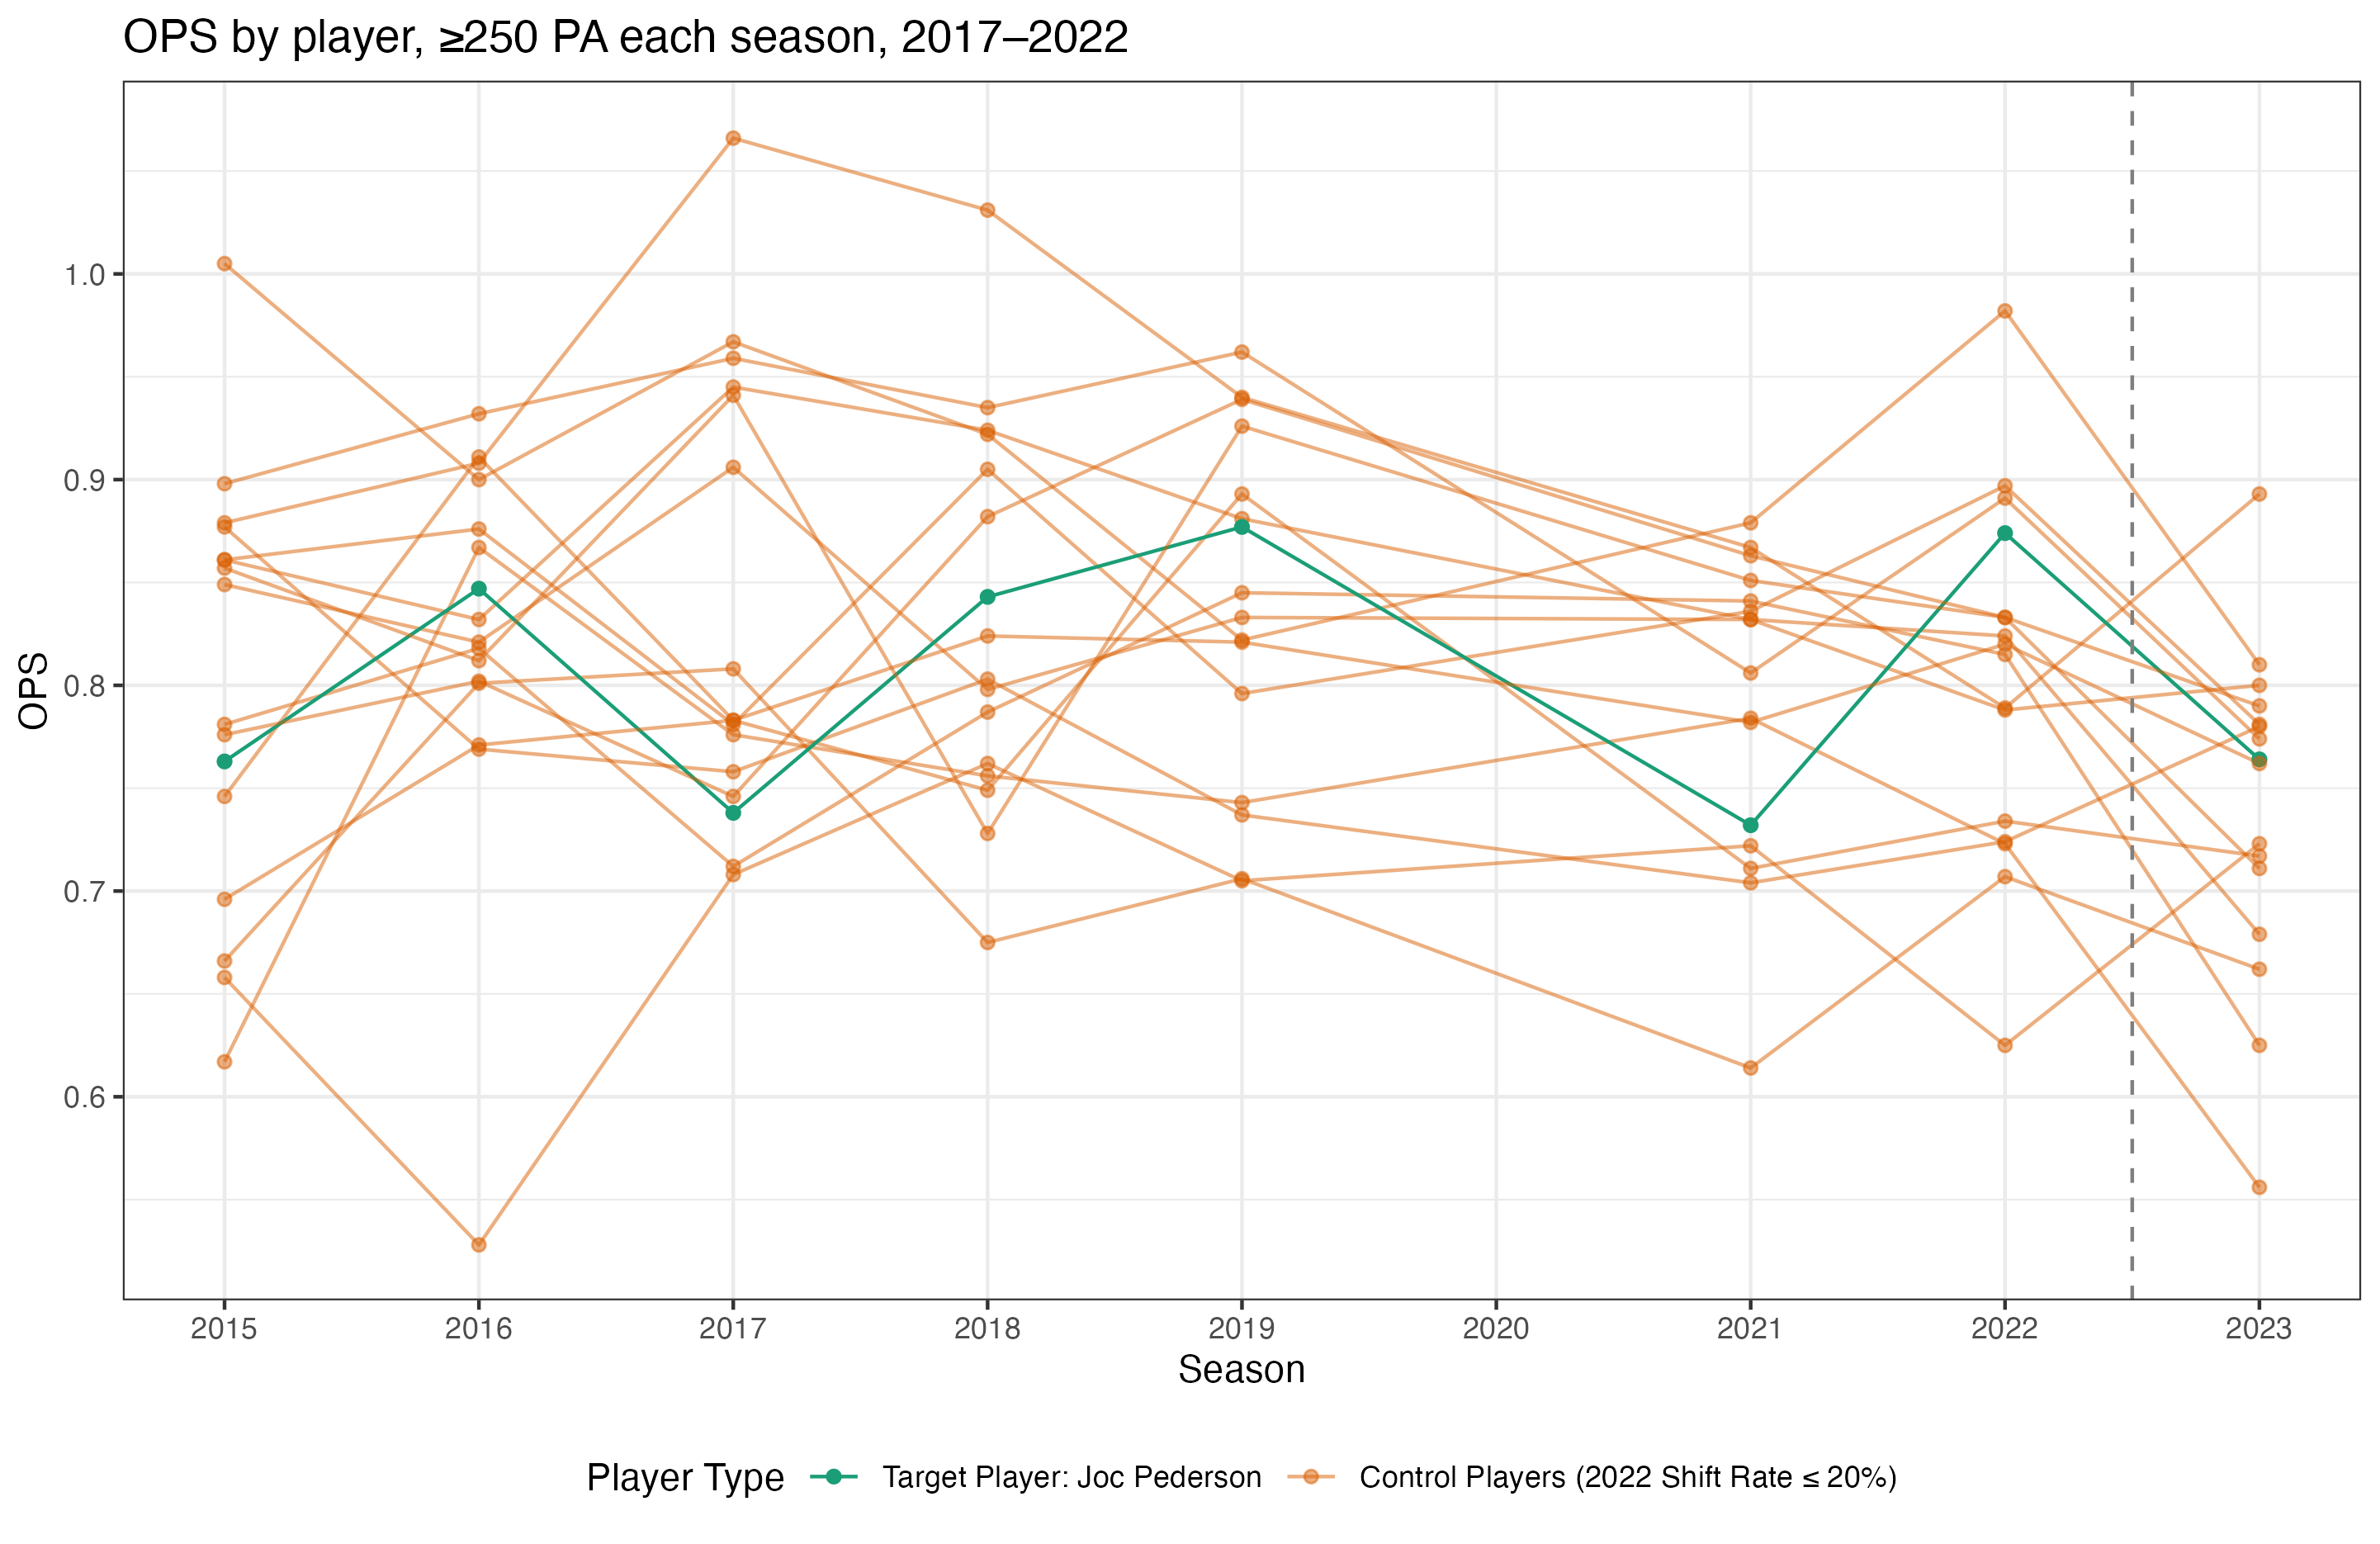 OPS by player, ≥250 PA each season, 2017–2022
OPS
1.0
0.9
0.8
0.7
0.6
2015 2016 2017 2018 2019 2020 2021 2022 2023
Season
Player Type Target Player: Joc Pederson Control Players (2022 Shift Rate ≤ 20%)